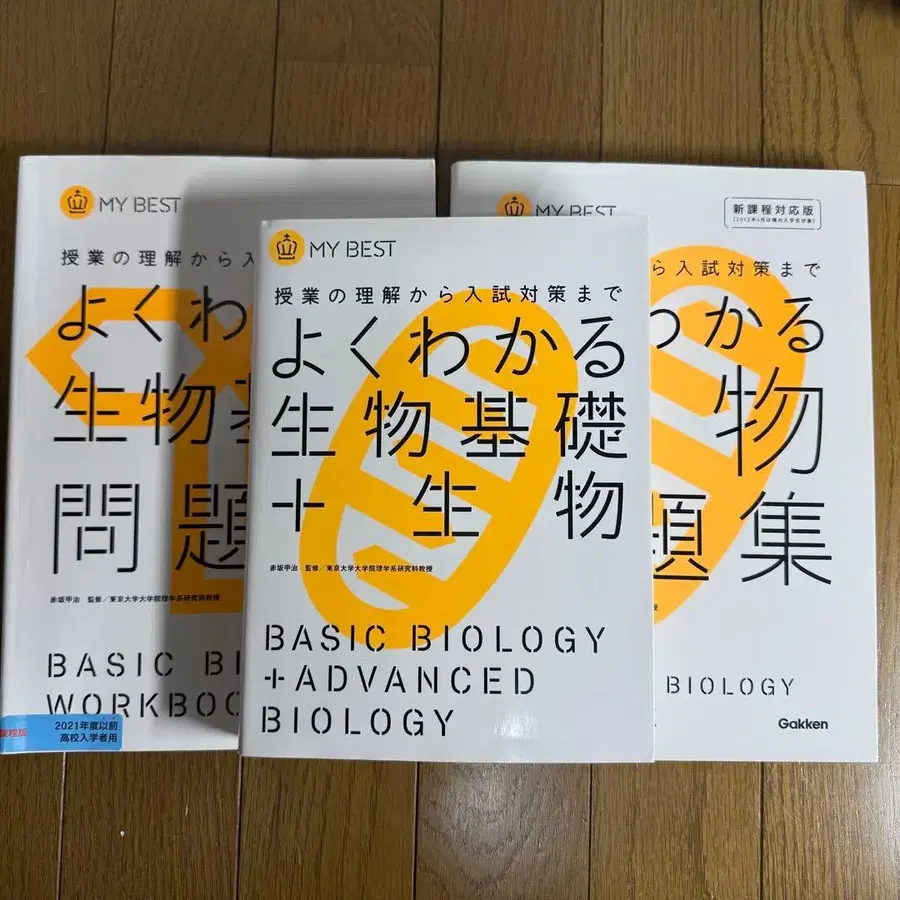 MY BEST
授業の理解から入
よくわ
生物基
問題
赤坂甲治 監修／東京大学大学院理学系研究科教授
BASIC BI
WORKBOO
課程版
2021年度以前
高校入学者用
MY BEST
授業の理解から入試対策まで
よくわかる
生物基礎
＋生物
赤坂甲治 監修／東京大学大学院理学系研究科教授
BASIC BIOLOGY
+ADVANCED
BIOLOGY
MY BEST
新課程対応版
ら入試対策まで
わかる
物
題集
BIOLOGY
Gakken